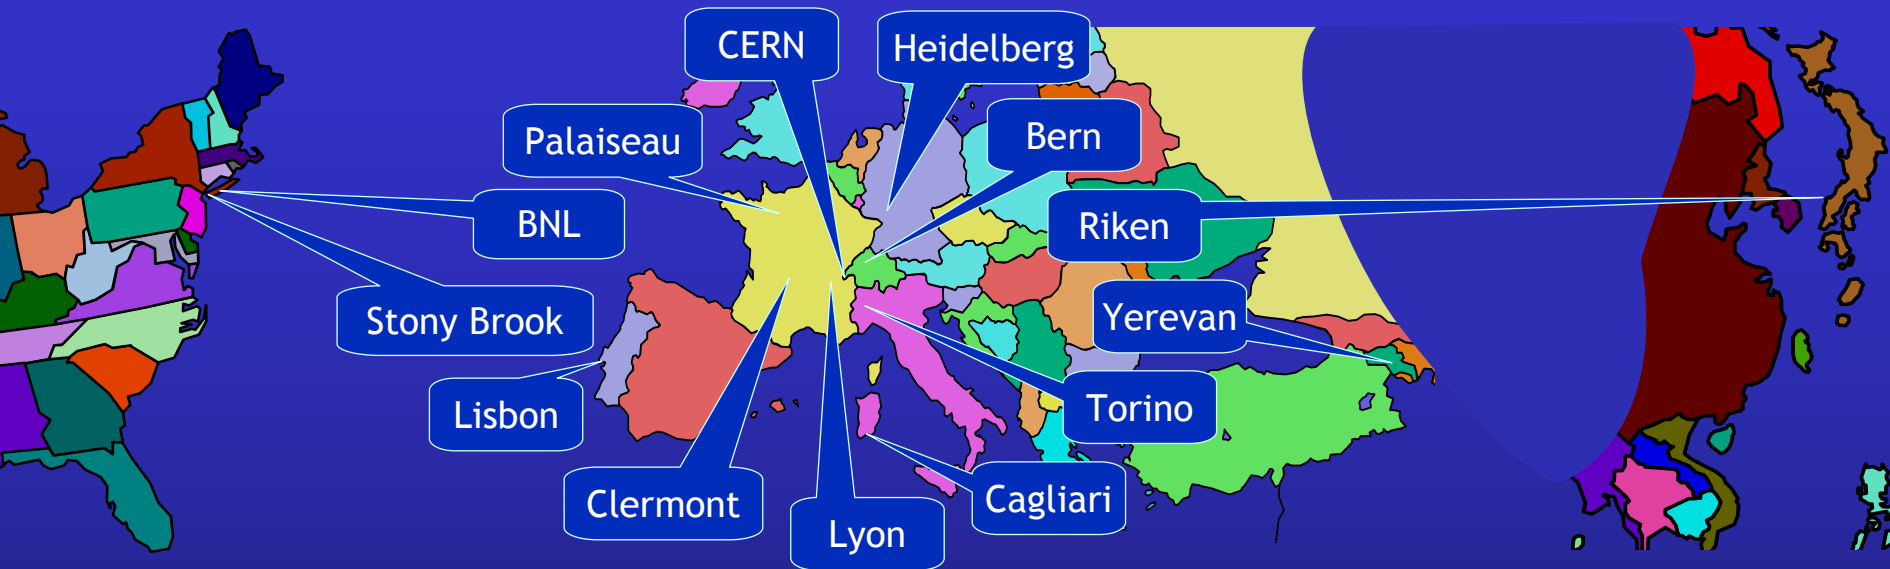 CERN
Heidelberg
Palaiseau
Bern
BNL
Riken
Stony Brook
Yerevan
Lisbon
Torino
Clermont
Cagliari
Lyon